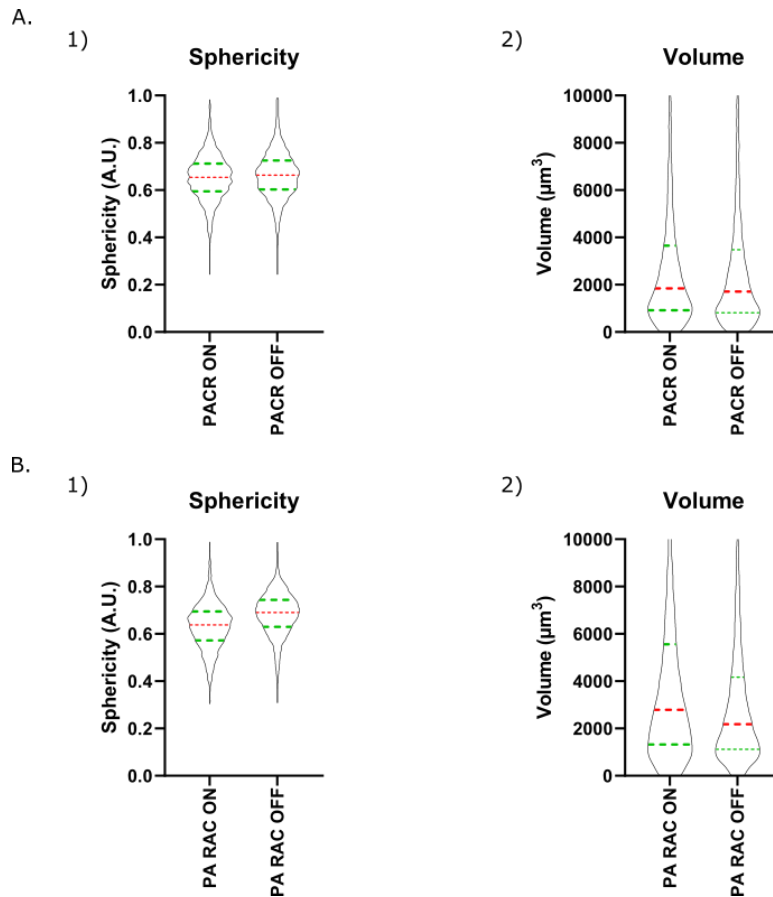 A.
1)
Sphericity
1.0
0.8
0.6
0.4
0.2
0.0
Sphericity (A.U.)
PACR ON
PACR OFF
2)
Volume
10000
8000
6000
4000
2000
0
Volume (µm³)
PACR ON
PACR OFF
B.
1)
Sphericity
1.0
0.8
0.6
0.4
0.2
0.0
Sphericity (A.U.)
PA RAC ON
PA RAC OFF
2)
Volume
10000
8000
6000
4000
2000
0
Volume (µm³)
PA RAC ON
PA RAC OFF